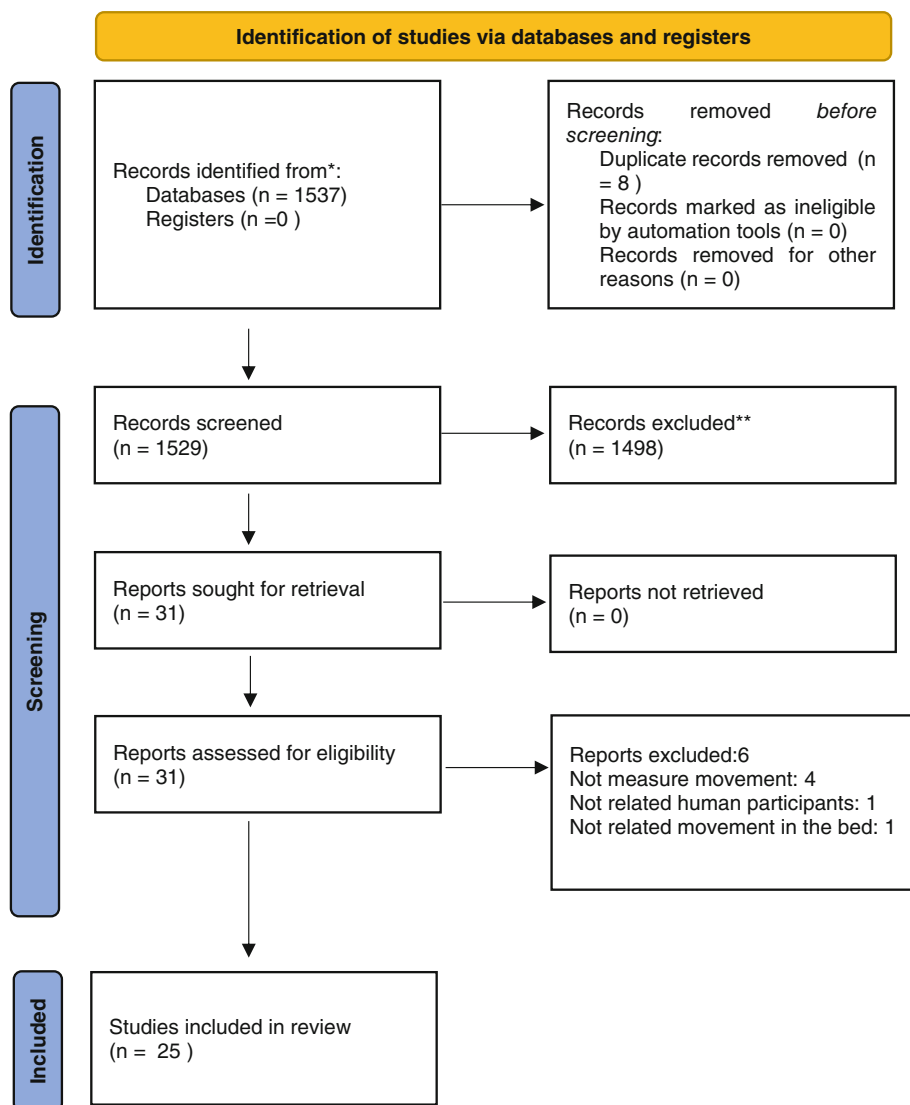 Identification of studies via databases and registers
Identification
Records identified from*:
Databases (n = 1537)
Registers (n =0 )
Records removed before
screening:
Duplicate records removed (n
= 8 )
Records marked as ineligible
by automation tools (n = 0)
Records removed for other
reasons (n = 0)
Screening
Records screened
(n = 1529)
Records excluded**
(n = 1498)
Reports sought for retrieval
(n = 31)
Reports not retrieved
(n = 0)
Reports assessed for eligibility
(n = 31)
Reports excluded:6
Not measure movement: 4
Not related human participants: 1
Not related movement in the bed: 1
Included
Studies included in review
(n = 25 )